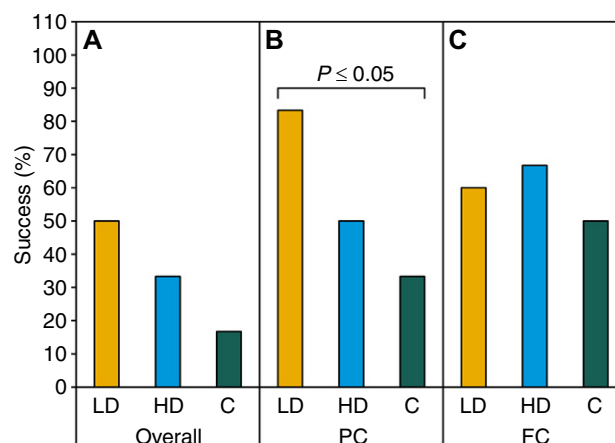 A B C
110
100
90
80
70
60
50
40
30
20
10
0
Success (%)
P ≤ 0.05
LD HD C LD HD C LD HD C
Overall PC FC